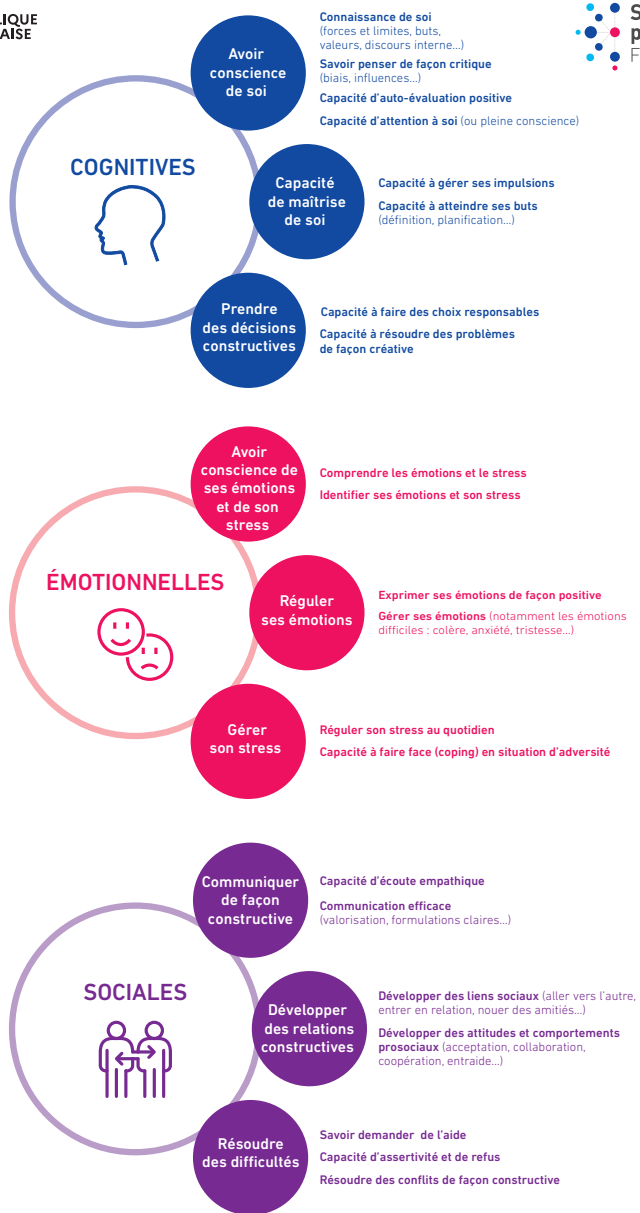 LIQUE
AISE
S
p
F
COGNITIVES
Avoir
conscience
de soi
Connaissance de soi
(forces et limites, buts,
valeurs, discours interne...)
Savoir penser de façon critique
(biais, influences...)
Capacité d'auto-évaluation positive
Capacité d'attention à soi (ou pleine conscience)
Capacité
de maîtrise
de soi
Capacité à gérer ses impulsions
Capacité à atteindre ses buts
(définition, planification...)
Prendre
des décisions
constructives
Capacité à faire des choix responsables
Capacité à résoudre des problèmes
de façon créative
ÉMOTIONNELLES
Avoir
conscience de
ses émotions
et de son
stress
Comprendre les émotions et le stress
Identifier ses émotions et son stress
Réguler
ses émotions
Exprimer ses émotions de façon positive
Gérer ses émotions (notamment les émotions
difficiles : colère, anxiété, tristesse...)
Gérer
son stress
Réguler son stress au quotidien
Capacité à faire face (coping) en situation d'adversité
SOCIALES
Communiquer
de façon
constructive
Capacité d'écoute empathique
Communication efficace
(valorisation, formulations claires...)
Développer
des relations
constructives
Développer des liens sociaux (aller vers l'autre,
entrer en relation, nouer des amitiés...)
Développer des attitudes et comportements
prosociaux (acceptation, collaboration,
coopération, entraide...)
Résoudre
des difficultés
Savoir demander de l'aide
Capacité d'assertivité et de refus
Résoudre des conflits de façon constructive